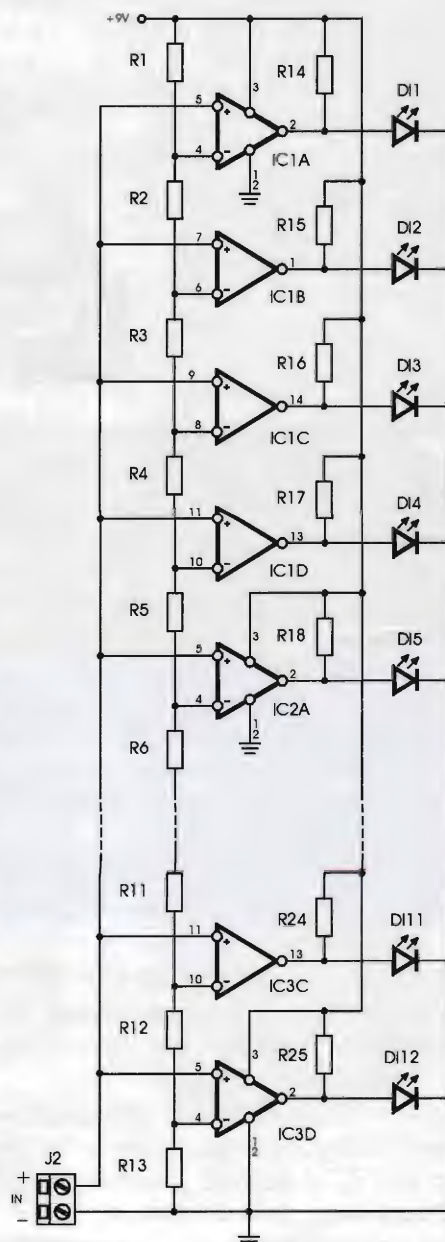 +9V
R1
R14
DI1
5
+
3
2
4
−
1
2
IC1A
R2
R15
DI2
7
+
1
6
−
IC1B
R3
R16
DI3
9
+
14
8
−
IC1C
R4
R17
DI4
11
+
13
10
−
IC1D
R5
R18
DI5
5
+
3
2
4
−
1
2
IC2A
R6
R11
R24
DI11
11
+
13
10
−
IC3C
R12
R25
DI12
5
+
3
2
4
−
1
2
IC3D
J2
R13
+
IN
−